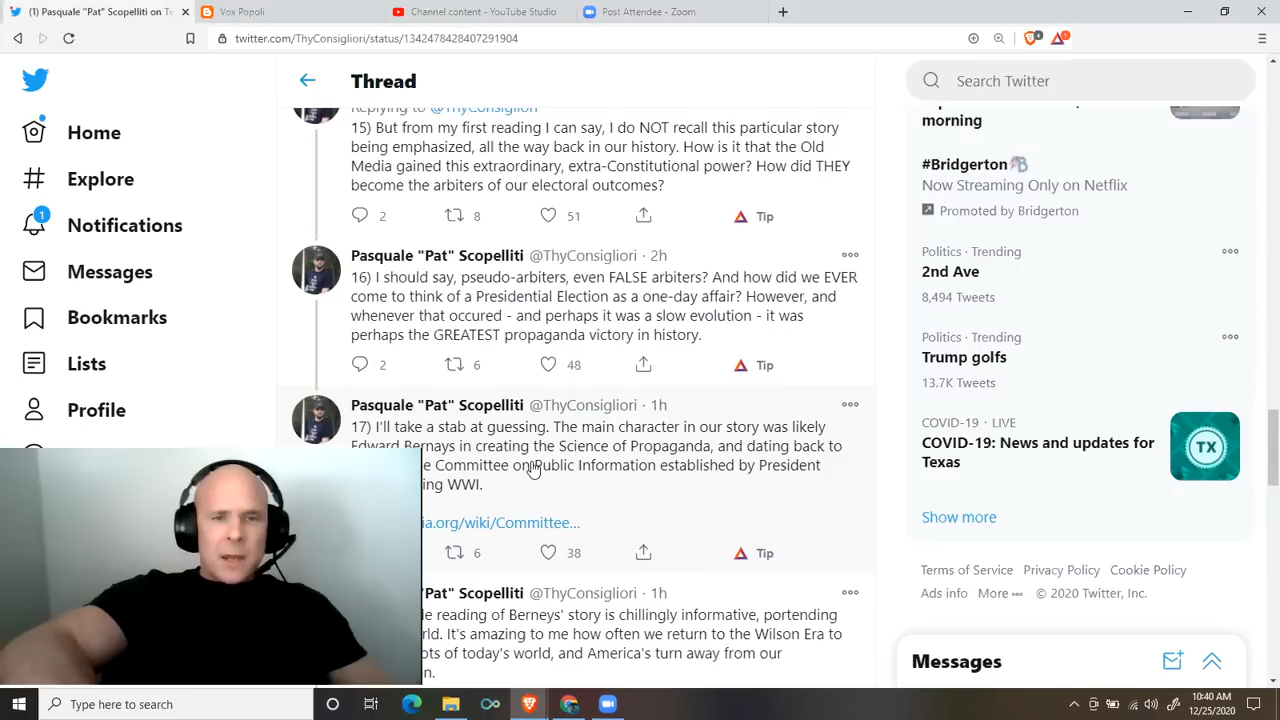 (1) Pasquale "Pat" Scopelliti on Tw
Vox Popoli
Channel content - YouTube Studio
Post Attendee - Zoom
twitter.com/ThyConsigliori/status/1342478428407291904
Home
Explore
1
Notifications
Messages
Bookmarks
Lists
Profile
Thread
Replying to @ThyConsigliori
15) But from my first reading I can say, I do NOT recall this particular story
being emphasized, all the way back in our history. How is it that the Old
Media gained this extraordinary, extra-Constitutional power? How did THEY
become the arbiters of our electoral outcomes?
2 8 51 Tip
Pasquale "Pat" Scopelliti @ThyConsigliori · 2h
16) I should say, pseudo-arbiters, even FALSE arbiters? And how did we EVER
come to think of a Presidential Election as a one-day affair? However, and
whenever that occured - and perhaps it was a slow evolution - it was
perhaps the GREATEST propaganda victory in history.
2 6 48 Tip
Pasquale "Pat" Scopelliti @ThyConsigliori · 1h
17) I'll take a stab at guessing. The main character in our story was likely
Edward Bernays in creating the Science of Propaganda, and dating back to
e Committee on Public Information established by President
ing WWI.
ia.org/wiki/Committee...
6 38 Tip
"Pat" Scopelliti @ThyConsigliori · 1h
le reading of Berneys' story is chillingly informative, portending
rld. It's amazing to me how often we return to the Wilson Era to
ots of today's world, and America's turn away from our
n.
Search Twitter
morning
#Bridgerton
Now Streaming Only on Netflix
Promoted by Bridgerton
Politics · Trending
2nd Ave
8,494 Tweets
Politics · Trending
Trump golfs
13.7K Tweets
COVID-19 · LIVE
COVID-19: News and updates for
Texas
TX
Show more
Terms of Service Privacy Policy Cookie Policy
Ads info More ··· © 2020 Twitter, Inc.
Messages
Type here to search
10:40 AM
12/25/2020